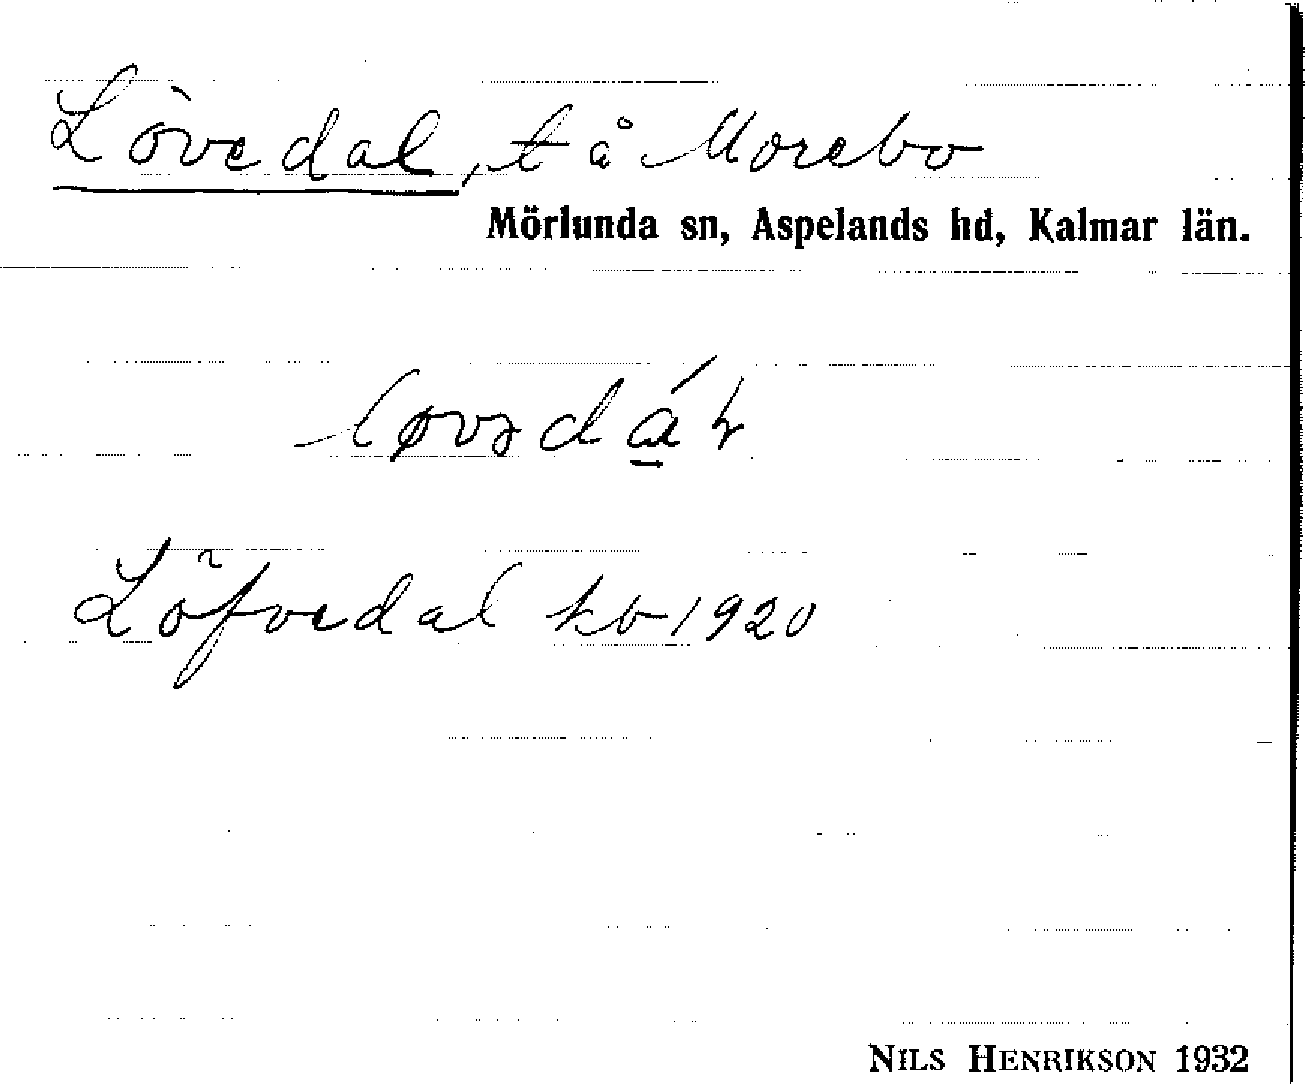 Lövedal, t å Morebo
Mörlunda sn, Aspelands hd, Kalmar län.
Löfvedal kb 1920
NILS HENRIKSON 1932